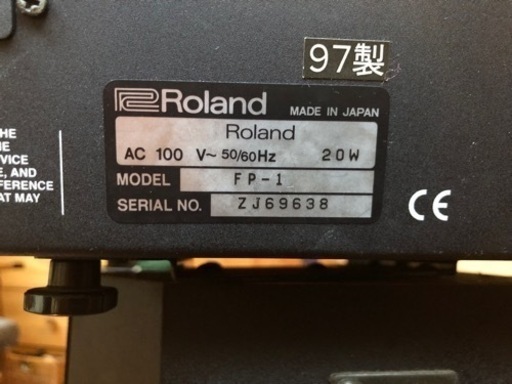 97製
Roland MADE IN JAPAN
Roland
AC 100 V~ 50/60Hz 20W
MODEL FP-1
SERIAL NO. ZJ69638
CE
THE
VICE
E, AND
FERENCE
AT MAY